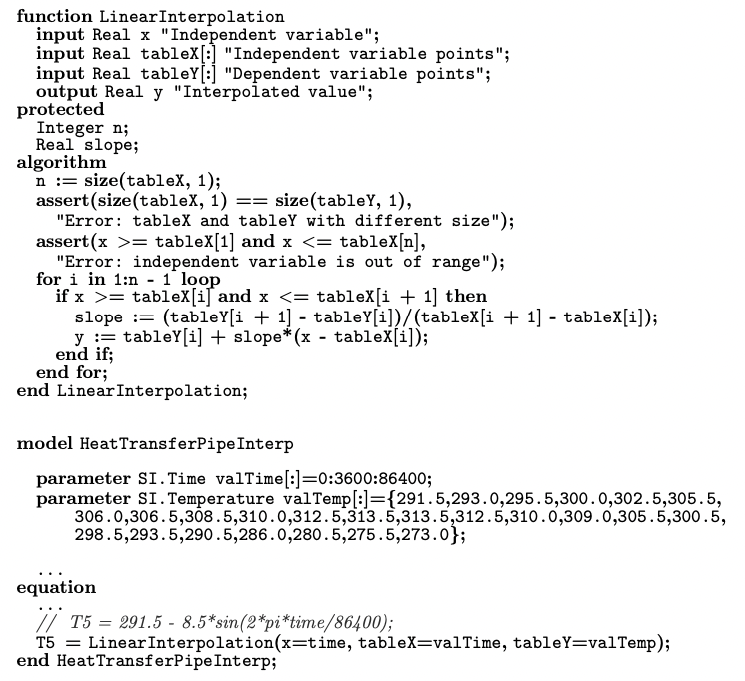 function LinearInterpolation
input Real x "Independent variable";
input Real tableX[:] "Independent variable points";
input Real tableY[:] "Dependent variable points";
output Real y "Interpolated value";
protected
Integer n;
Real slope;
algorithm
n := size(tableX, 1);
assert(size(tableX, 1) == size(tableY, 1),
"Error: tableX and tableY with different size");
assert(x >= tableX[1] and x <= tableX[n],
"Error: independent variable is out of range");
for i in 1:n - 1 loop
if x >= tableX[i] and x <= tableX[i + 1] then
slope := (tableY[i + 1] - tableY[i])/(tableX[i + 1] - tableX[i]);
y := tableY[i] + slope*(x - tableX[i]);
end if;
end for;
end LinearInterpolation;
model HeatTransferPipeInterp
parameter SI.Time valTime[:]=0:3600:86400;
parameter SI.Temperature valTemp[:]={291.5,293.0,295.5,300.0,302.5,305.5,
306.0,306.5,308.5,310.0,312.5,313.5,313.5,312.5,310.0,309.0,305.5,300.5,
298.5,293.5,290.5,286.0,280.5,275.5,273.0};
...
equation
...
// T5 = 291.5 - 8.5*sin(2*pi*time/86400);
T5 = LinearInterpolation(x=time, tableX=valTime, tableY=valTemp);
end HeatTransferPipeInterp;